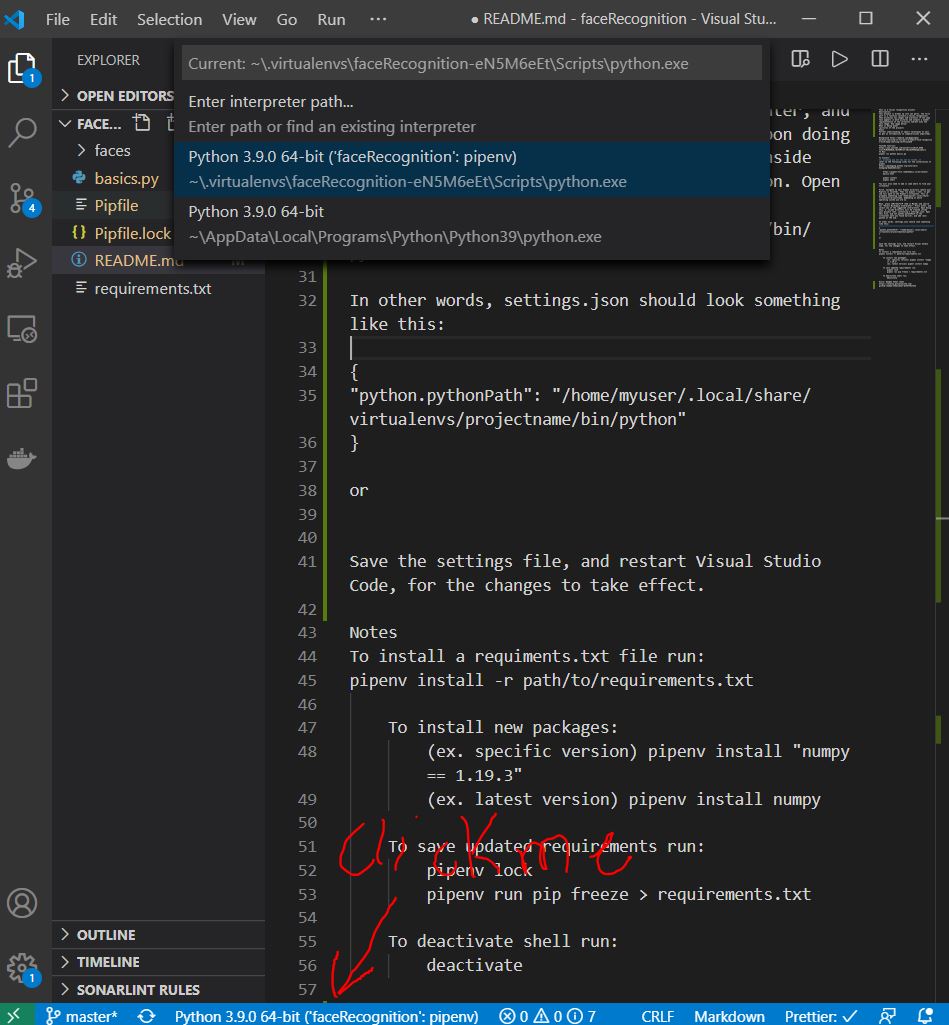 File Edit Selection View Go Run ··· ● README.md - faceRecognition - Visual Stu...
EXPLORER
OPEN EDITORS
FACE...
faces
basics.py
Pipfile
Pipfile.lock
README.md M
requirements.txt
Current: ~\.virtualenvs\faceRecognition-eN5M6eEt\Scripts\python.exe
Enter interpreter path...
Enter path or find an existing interpreter
Python 3.9.0 64-bit ('faceRecognition': pipenv)
~\.virtualenvs\faceRecognition-eN5M6eEt\Scripts\python.exe
Python 3.9.0 64-bit
~\AppData\Local\Programs\Python\Python39\python.exe
and
on doing
side
on. Open
bin/
31
32 In other words, settings.json should look something
like this:
33
34 {
35 "python.pythonPath": "/home/myuser/.local/share/
virtualenvs/projectname/bin/python"
36 }
37
38 or
39
40
41 Save the settings file, and restart Visual Studio
Code, for the changes to take effect.
42
43 Notes
44 To install a requiments.txt file run:
45 pipenv install -r path/to/requirements.txt
46
47 To install new packages:
48 (ex. specific version) pipenv install "numpy
== 1.19.3"
49 (ex. latest version) pipenv install numpy
50
51 To save updated requirements run:
52 pipenv lock
53 pipenv run pip freeze > requirements.txt
54
55 To deactivate shell run:
56 deactivate
57
Click me
1
4
1
OUTLINE
TIMELINE
SONARLINT RULES
master* Python 3.9.0 64-bit ('faceRecognition': pipenv) 0 0 7 CRLF Markdown Prettier: ✓